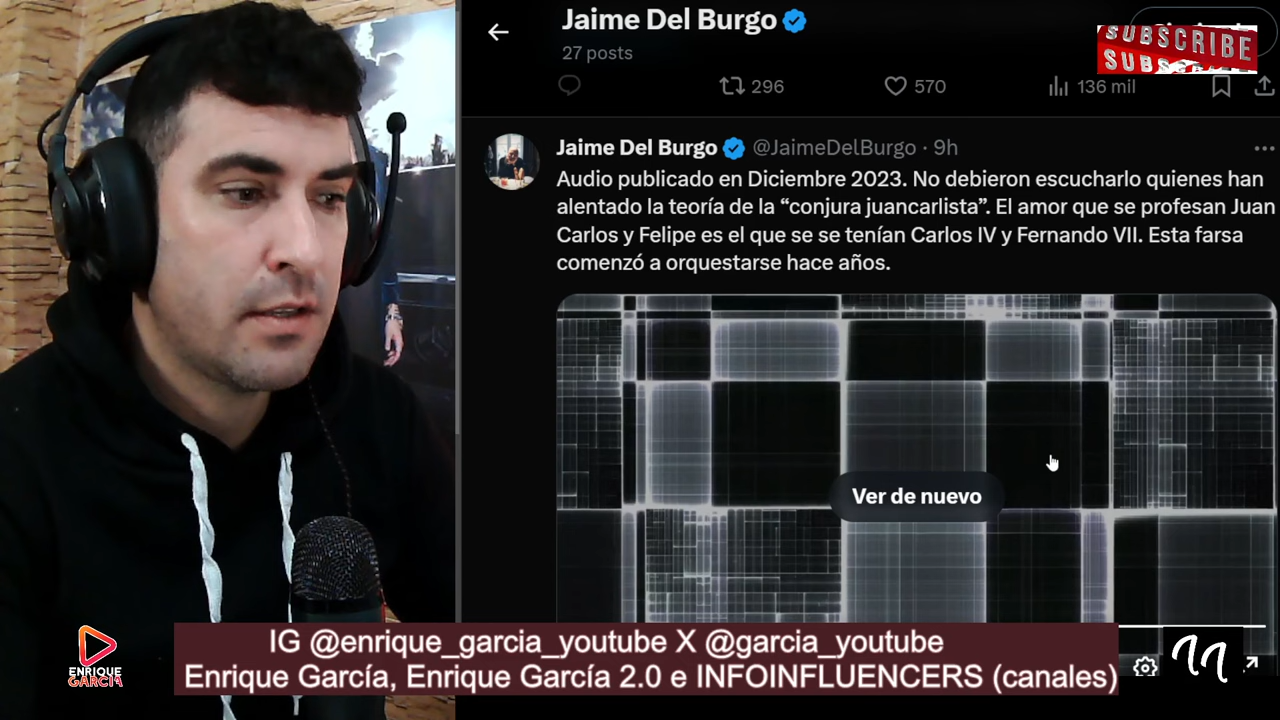 Jaime Del Burgo
27 posts
SUBSCRIBE
SUBSCRIBE
296 570 136 mil
Jaime Del Burgo @JaimeDelBurgo · 9h
Audio publicado en Diciembre 2023. No debieron escucharlo quienes han
alentado la teoría de la “conjura juancarlista”. El amor que se profesan Juan
Carlos y Felipe es el que se se tenían Carlos IV y Fernando VII. Esta farsa
comenzó a orquestarse hace años.
Ver de nuevo
IG @enrique_garcia_youtube X @garcia_youtube
Enrique García, Enrique García 2.0 e INFOINFLUENCERS (canales)
ENRIQUE
GARCÍA